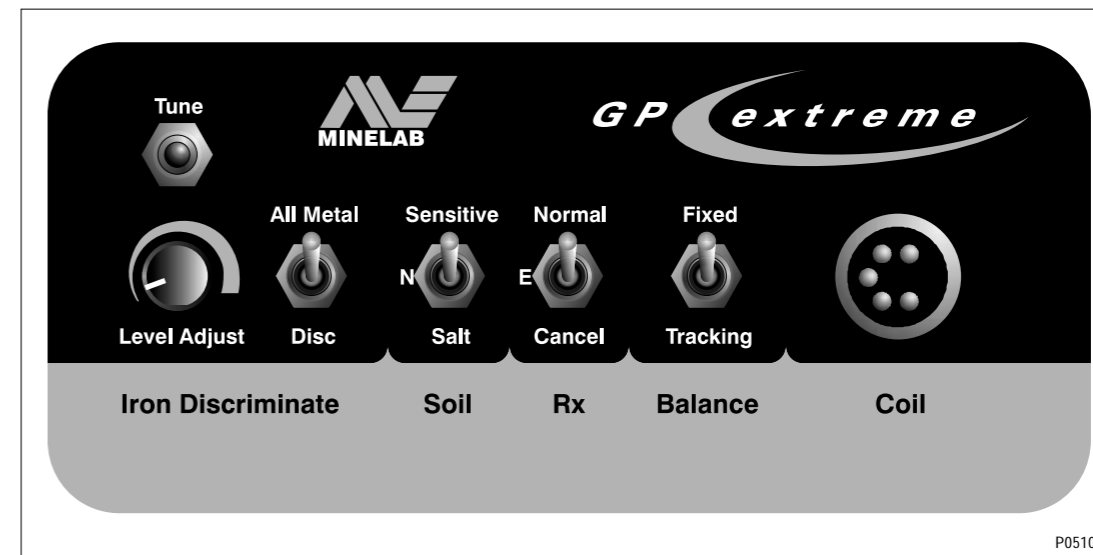 Tune
MINELAB
GP extreme
All Metal
Sensitive
Normal
Fixed
N
E
Level Adjust
Disc
Salt
Cancel
Tracking
Iron Discriminate
Soil
Rx
Balance
Coil
P0510